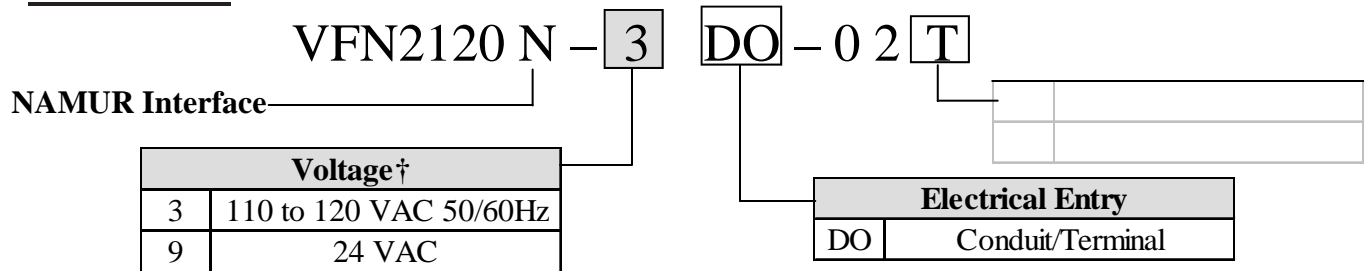 VFN2120 N – 3 DO – 0 2 T
NAMUR Interface
Voltage†
3 110 to 120 VAC 50/60Hz
9 24 VAC
Electrical Entry
DO Conduit/Terminal